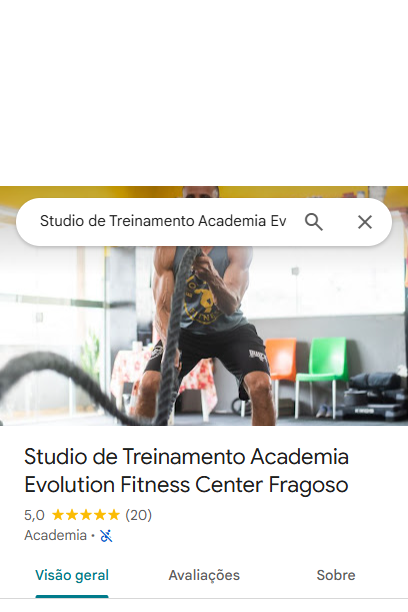 Studio de Treinamento Academia Ev
Studio de Treinamento Academia
Evolution Fitness Center Fragoso
5,0 (20)
Academia ·
Visão geral Avaliações Sobre